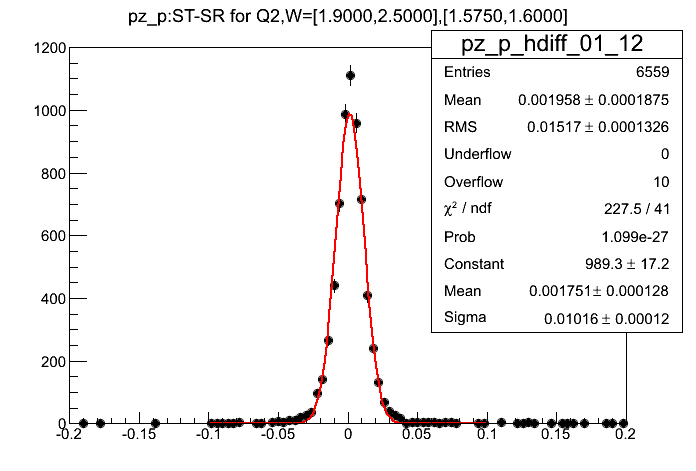 pz_p:ST-SR for Q2,W=[1.9000,2.5000],[1.5750,1.6000]
pz_p_hdiff_01_12
Entries 6559
Mean 0.001958 ± 0.0001875
RMS 0.01517 ± 0.0001326
Underflow 0
Overflow 10
χ² / ndf 227.5 / 41
Prob 1.099e-27
Constant 989.3 ± 17.2
Mean 0.001751 ± 0.000128
Sigma 0.01016 ± 0.00012
1200
1000
800
600
400
200
0
-0.2 -0.15 -0.1 -0.05 0 0.05 0.1 0.15 0.2